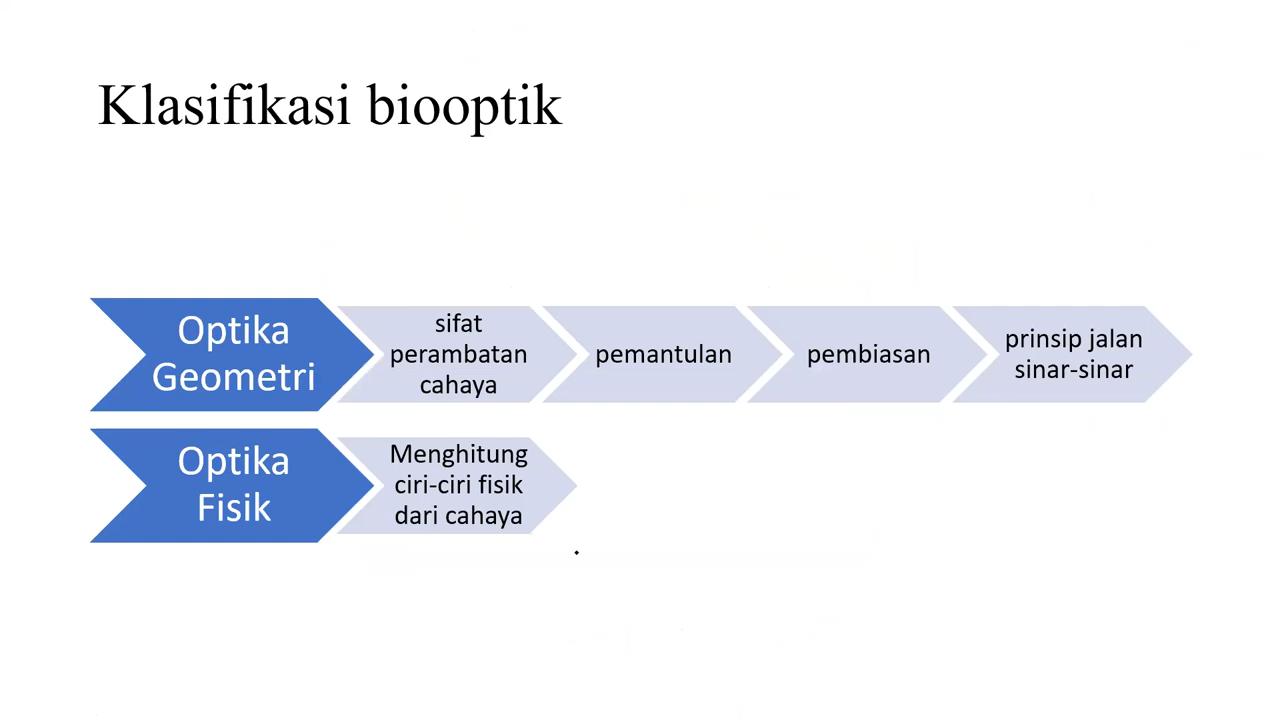 Klasifikasi biooptik
Optika
Geometri
sifat
perambatan
cahaya
pemantulan
pembiasan
prinsip jalan
sinar-sinar
Optika
Fisik
Menghitung
ciri-ciri fisik
dari cahaya